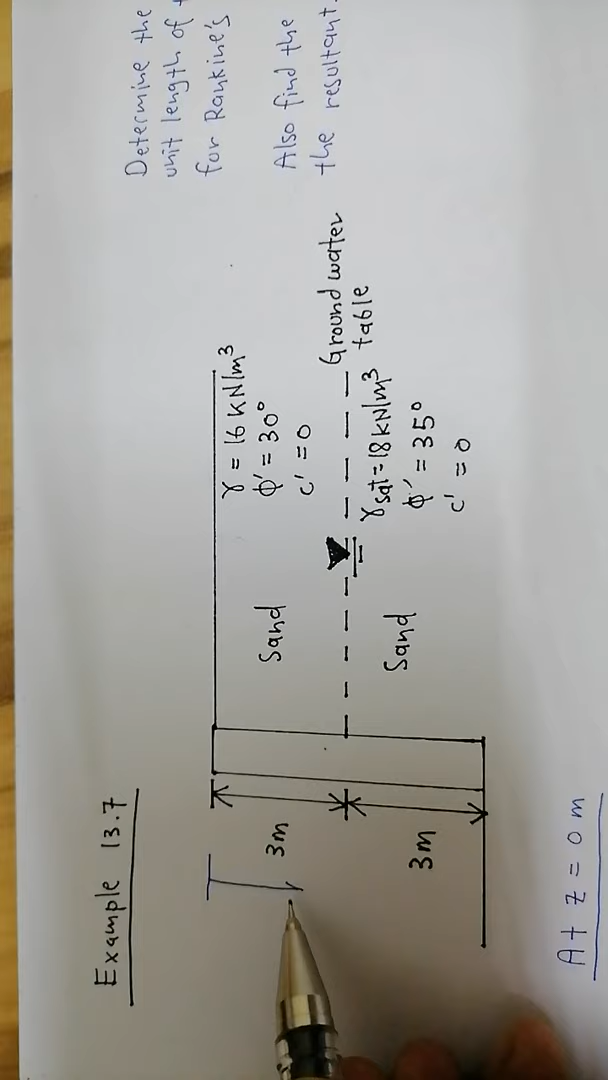 Example 13.7
Determine the
unit length of
for Rankine's
Also find the
the resultant.
3m
3m
Sand
γ = 16 kN/m³
ϕ' = 30°
c' = 0
Ground water
table
Sand
γsat = 18 kN/m³
ϕ' = 35°
c' = 0
At z = 0 m